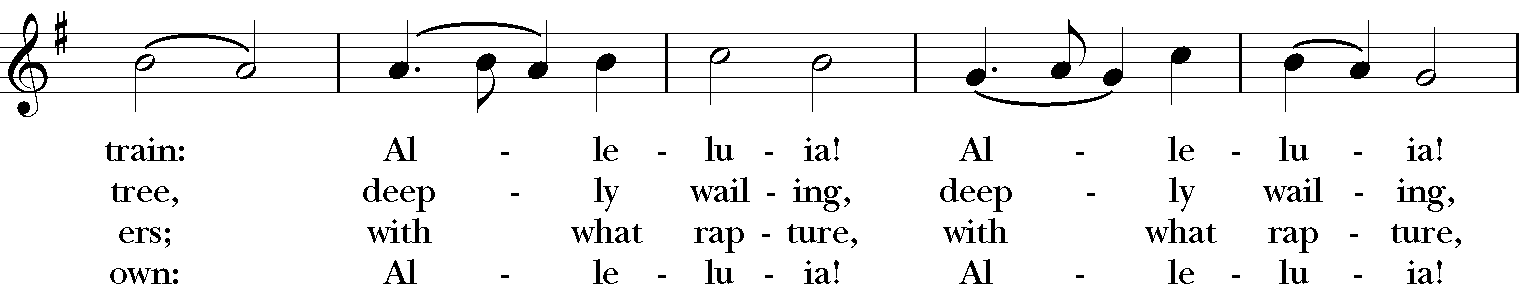 train: Al - le - lu - ia! Al - le - lu - ia!
tree, deep - ly wail - ing, deep - ly wail - ing,
ers; with what rap - ture, with what rap - ture,
own: Al - le - lu - ia! Al - le - lu - ia!